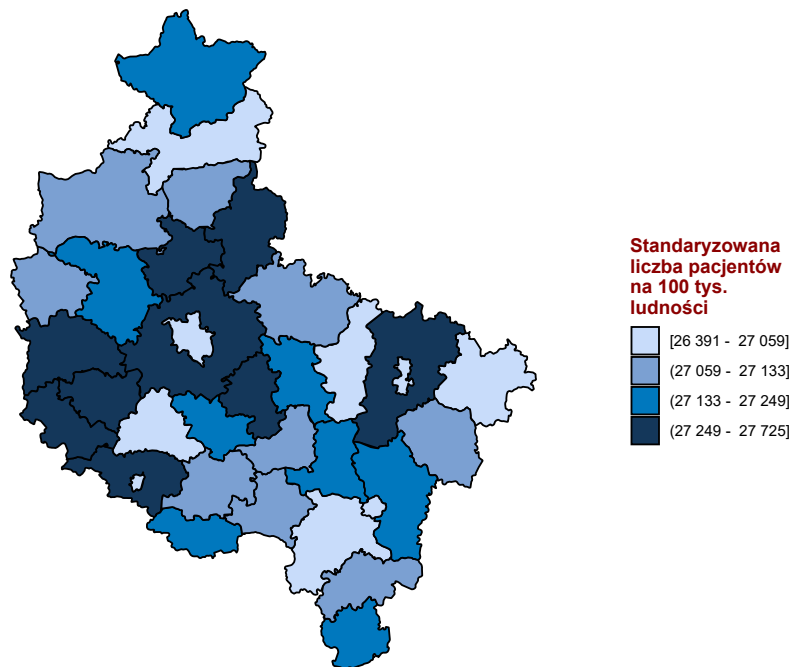 Standaryzowana
liczba pacjentów
na 100 tys.
ludności
[26 391 - 27 059]
(27 059 - 27 133]
(27 133 - 27 249]
(27 249 - 27 725]